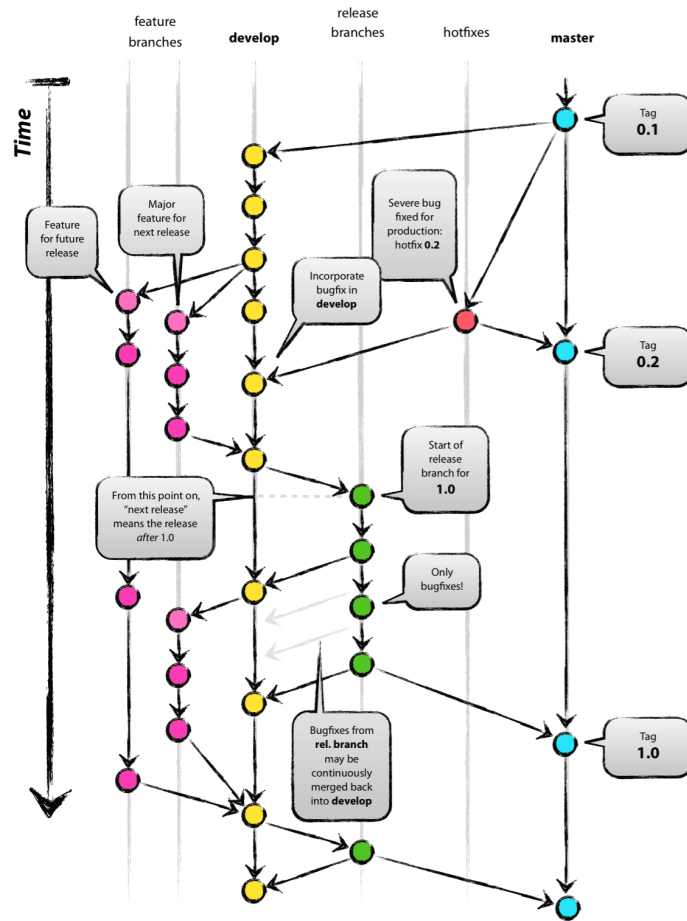 feature
branches
develop
release
branches
hotfixes
master
Time
Tag
0.1
Major
feature for
next release
Feature
for future
release
Severe bug
fixed for
production:
hotfix 0.2
Incorporate
bugfix in
develop
Tag
0.2
Start of
release
branch for
1.0
From this point on,
“next release”
means the release
after 1.0
Only
bugfixes!
Bugfixes from
rel. branch
may be
continuously
merged back
into develop
Tag
1.0